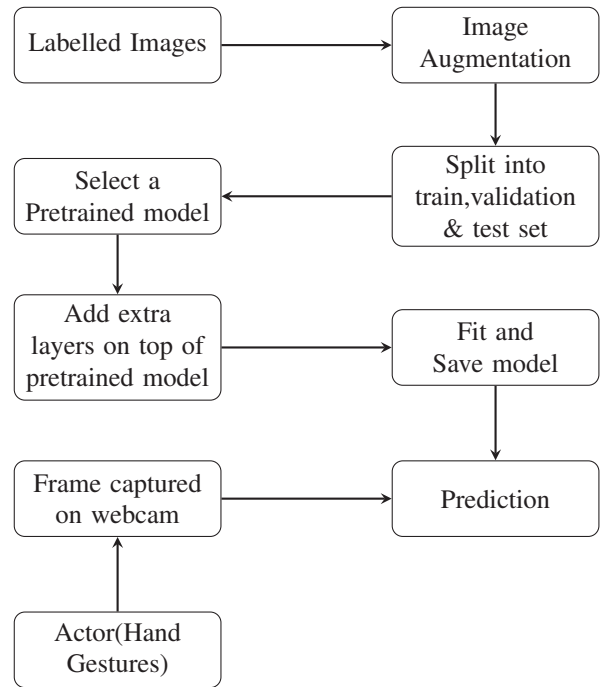 Labelled Images
Image
Augmentation
Select a
Pretrained model
Split into
train,validation
& test set
Add extra
layers on top of
pretrained model
Fit and
Save model
Frame captured
on webcam
Prediction
Actor(Hand
Gestures)